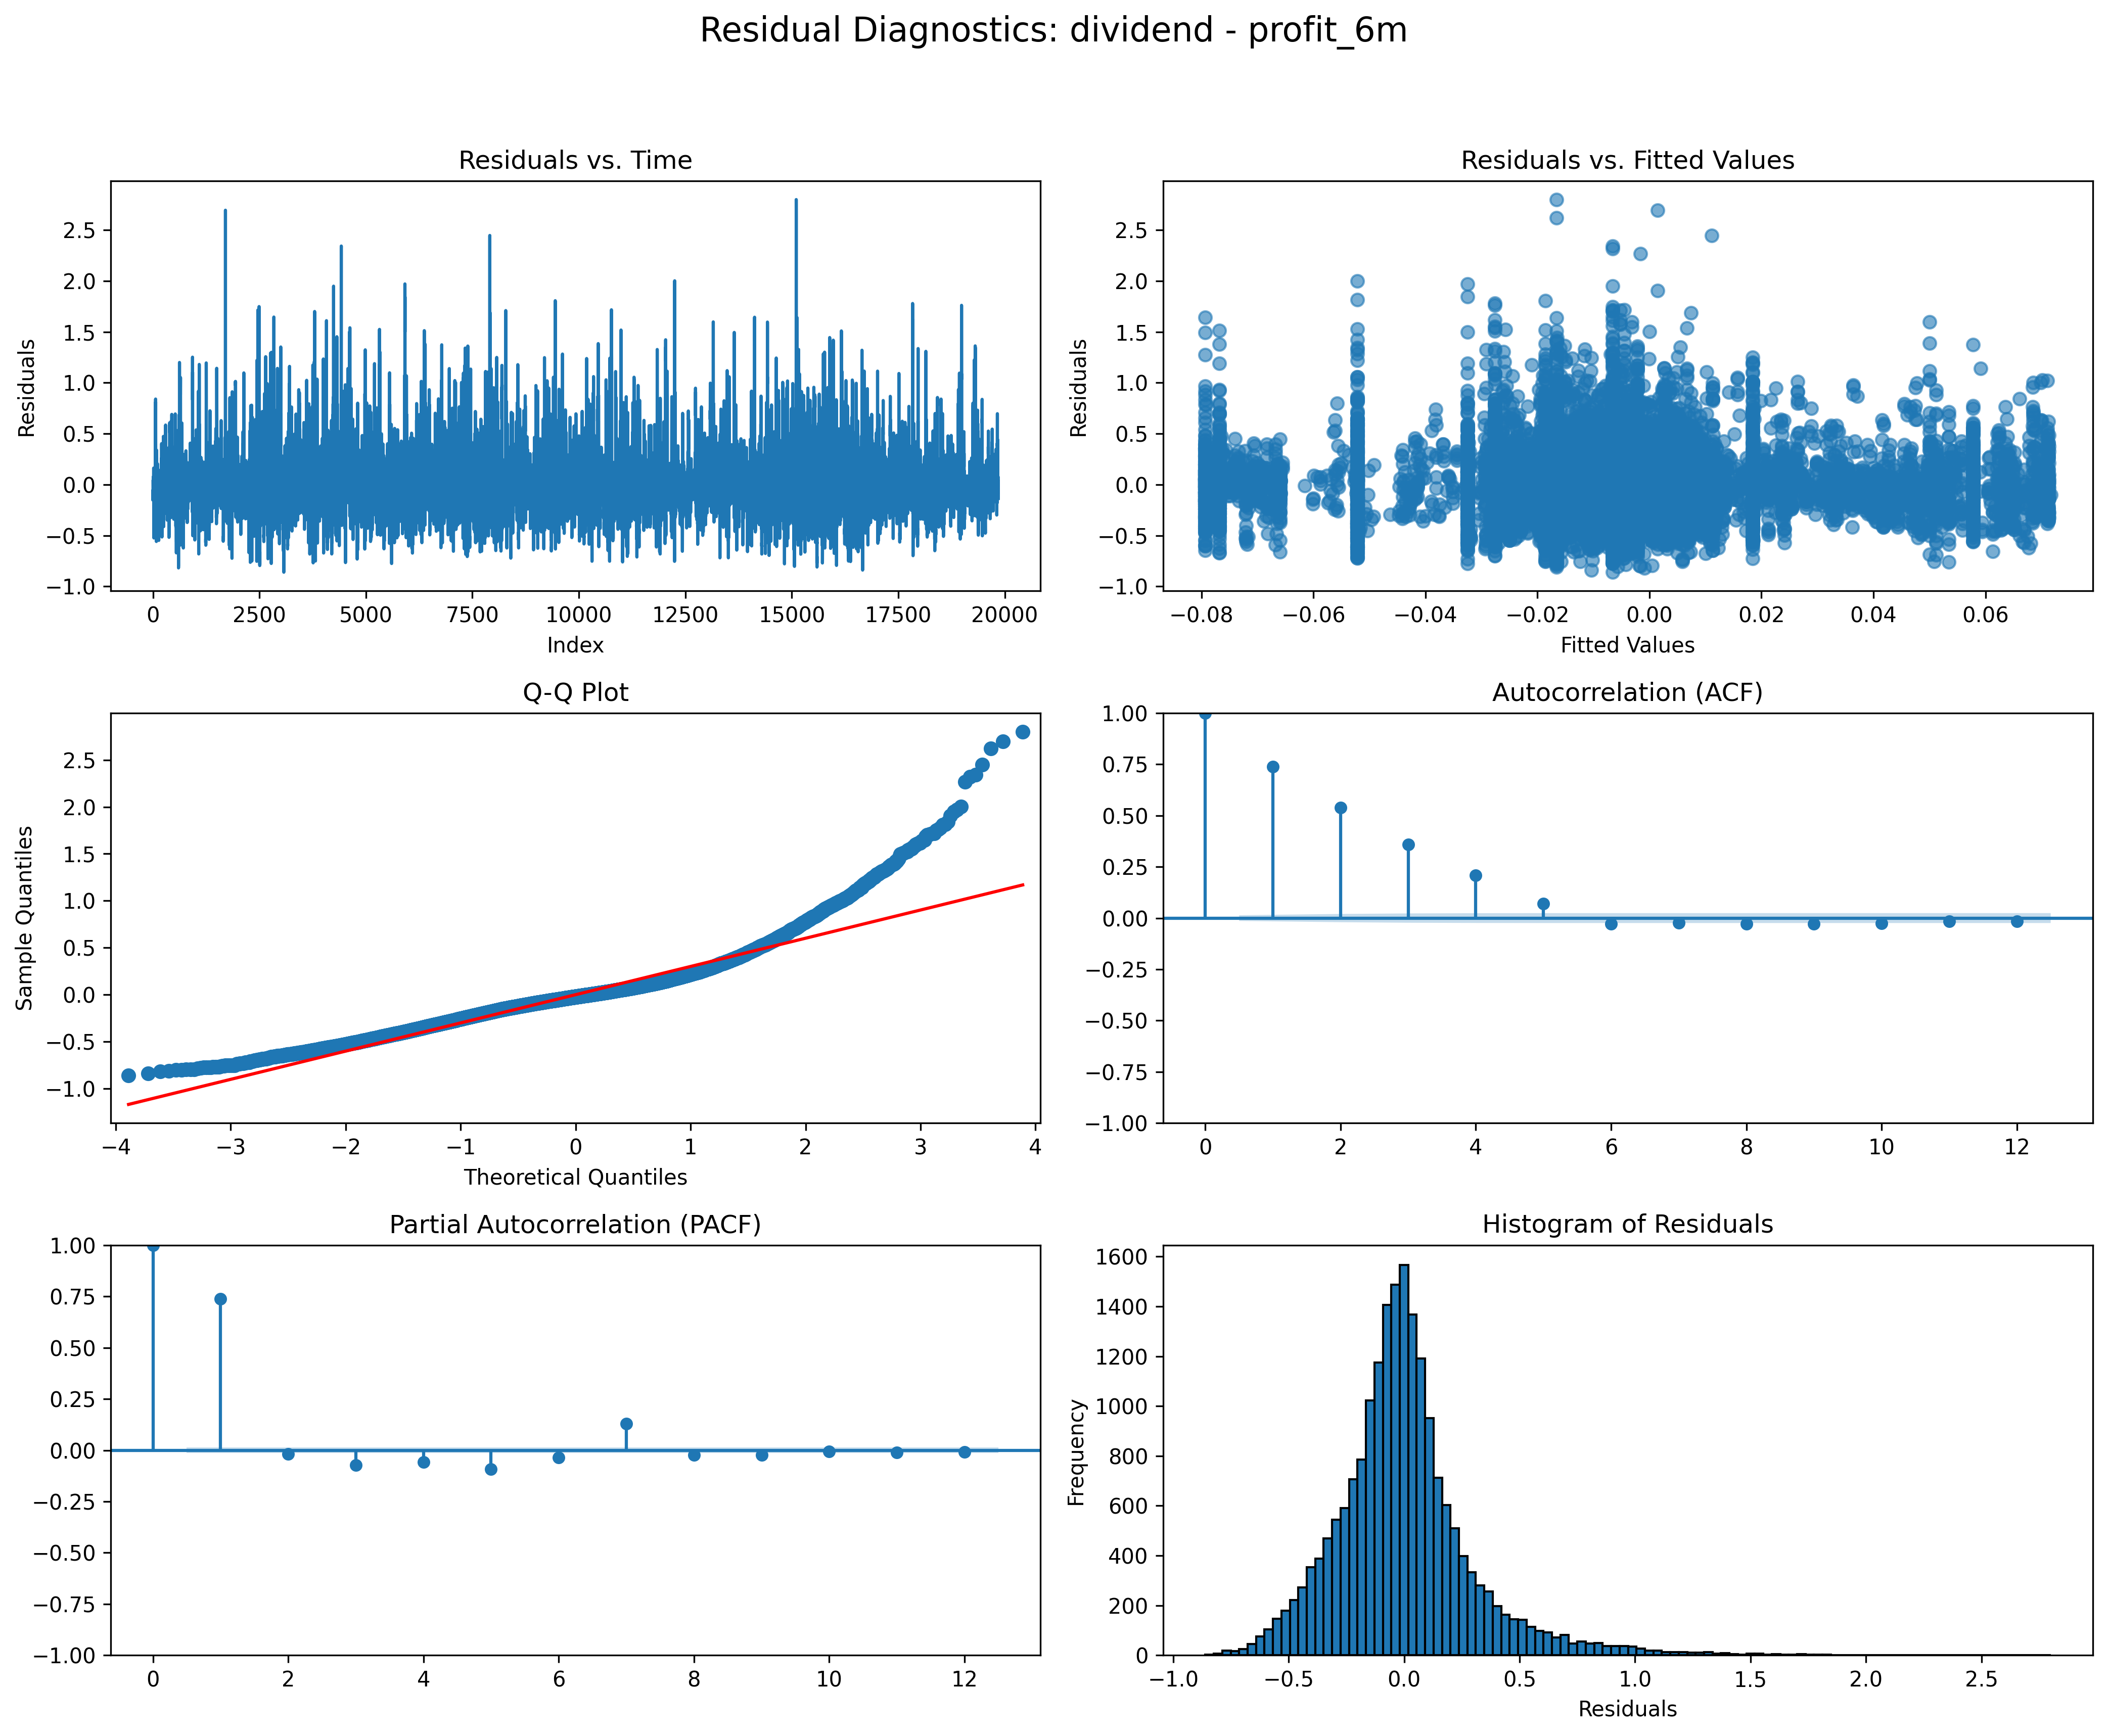 Residual Diagnostics: dividend - profit_6m
Residuals vs. Time
Residuals
2.5
2.0
1.5
1.0
0.5
0.0
−0.5
−1.0
0 2500 5000 7500 10000 12500 15000 17500 20000
Index
Residuals vs. Fitted Values
Residuals
2.5
2.0
1.5
1.0
0.5
0.0
−0.5
−1.0
−0.08 −0.06 −0.04 −0.02 0.00 0.02 0.04 0.06
Fitted Values
Q-Q Plot
Sample Quantiles
2.5
2.0
1.5
1.0
0.5
0.0
−0.5
−1.0
−4 −3 −2 −1 0 1 2 3 4
Theoretical Quantiles
Autocorrelation (ACF)
1.00
0.75
0.50
0.25
0.00
−0.25
−0.50
−0.75
−1.00
0 2 4 6 8 10 12
Partial Autocorrelation (PACF)
1.00
0.75
0.50
0.25
0.00
−0.25
−0.50
−0.75
−1.00
0 2 4 6 8 10 12
Histogram of Residuals
Frequency
1600
1400
1200
1000
800
600
400
200
0
−1.0 −0.5 0.0 0.5 1.0 1.5 2.0 2.5
Residuals